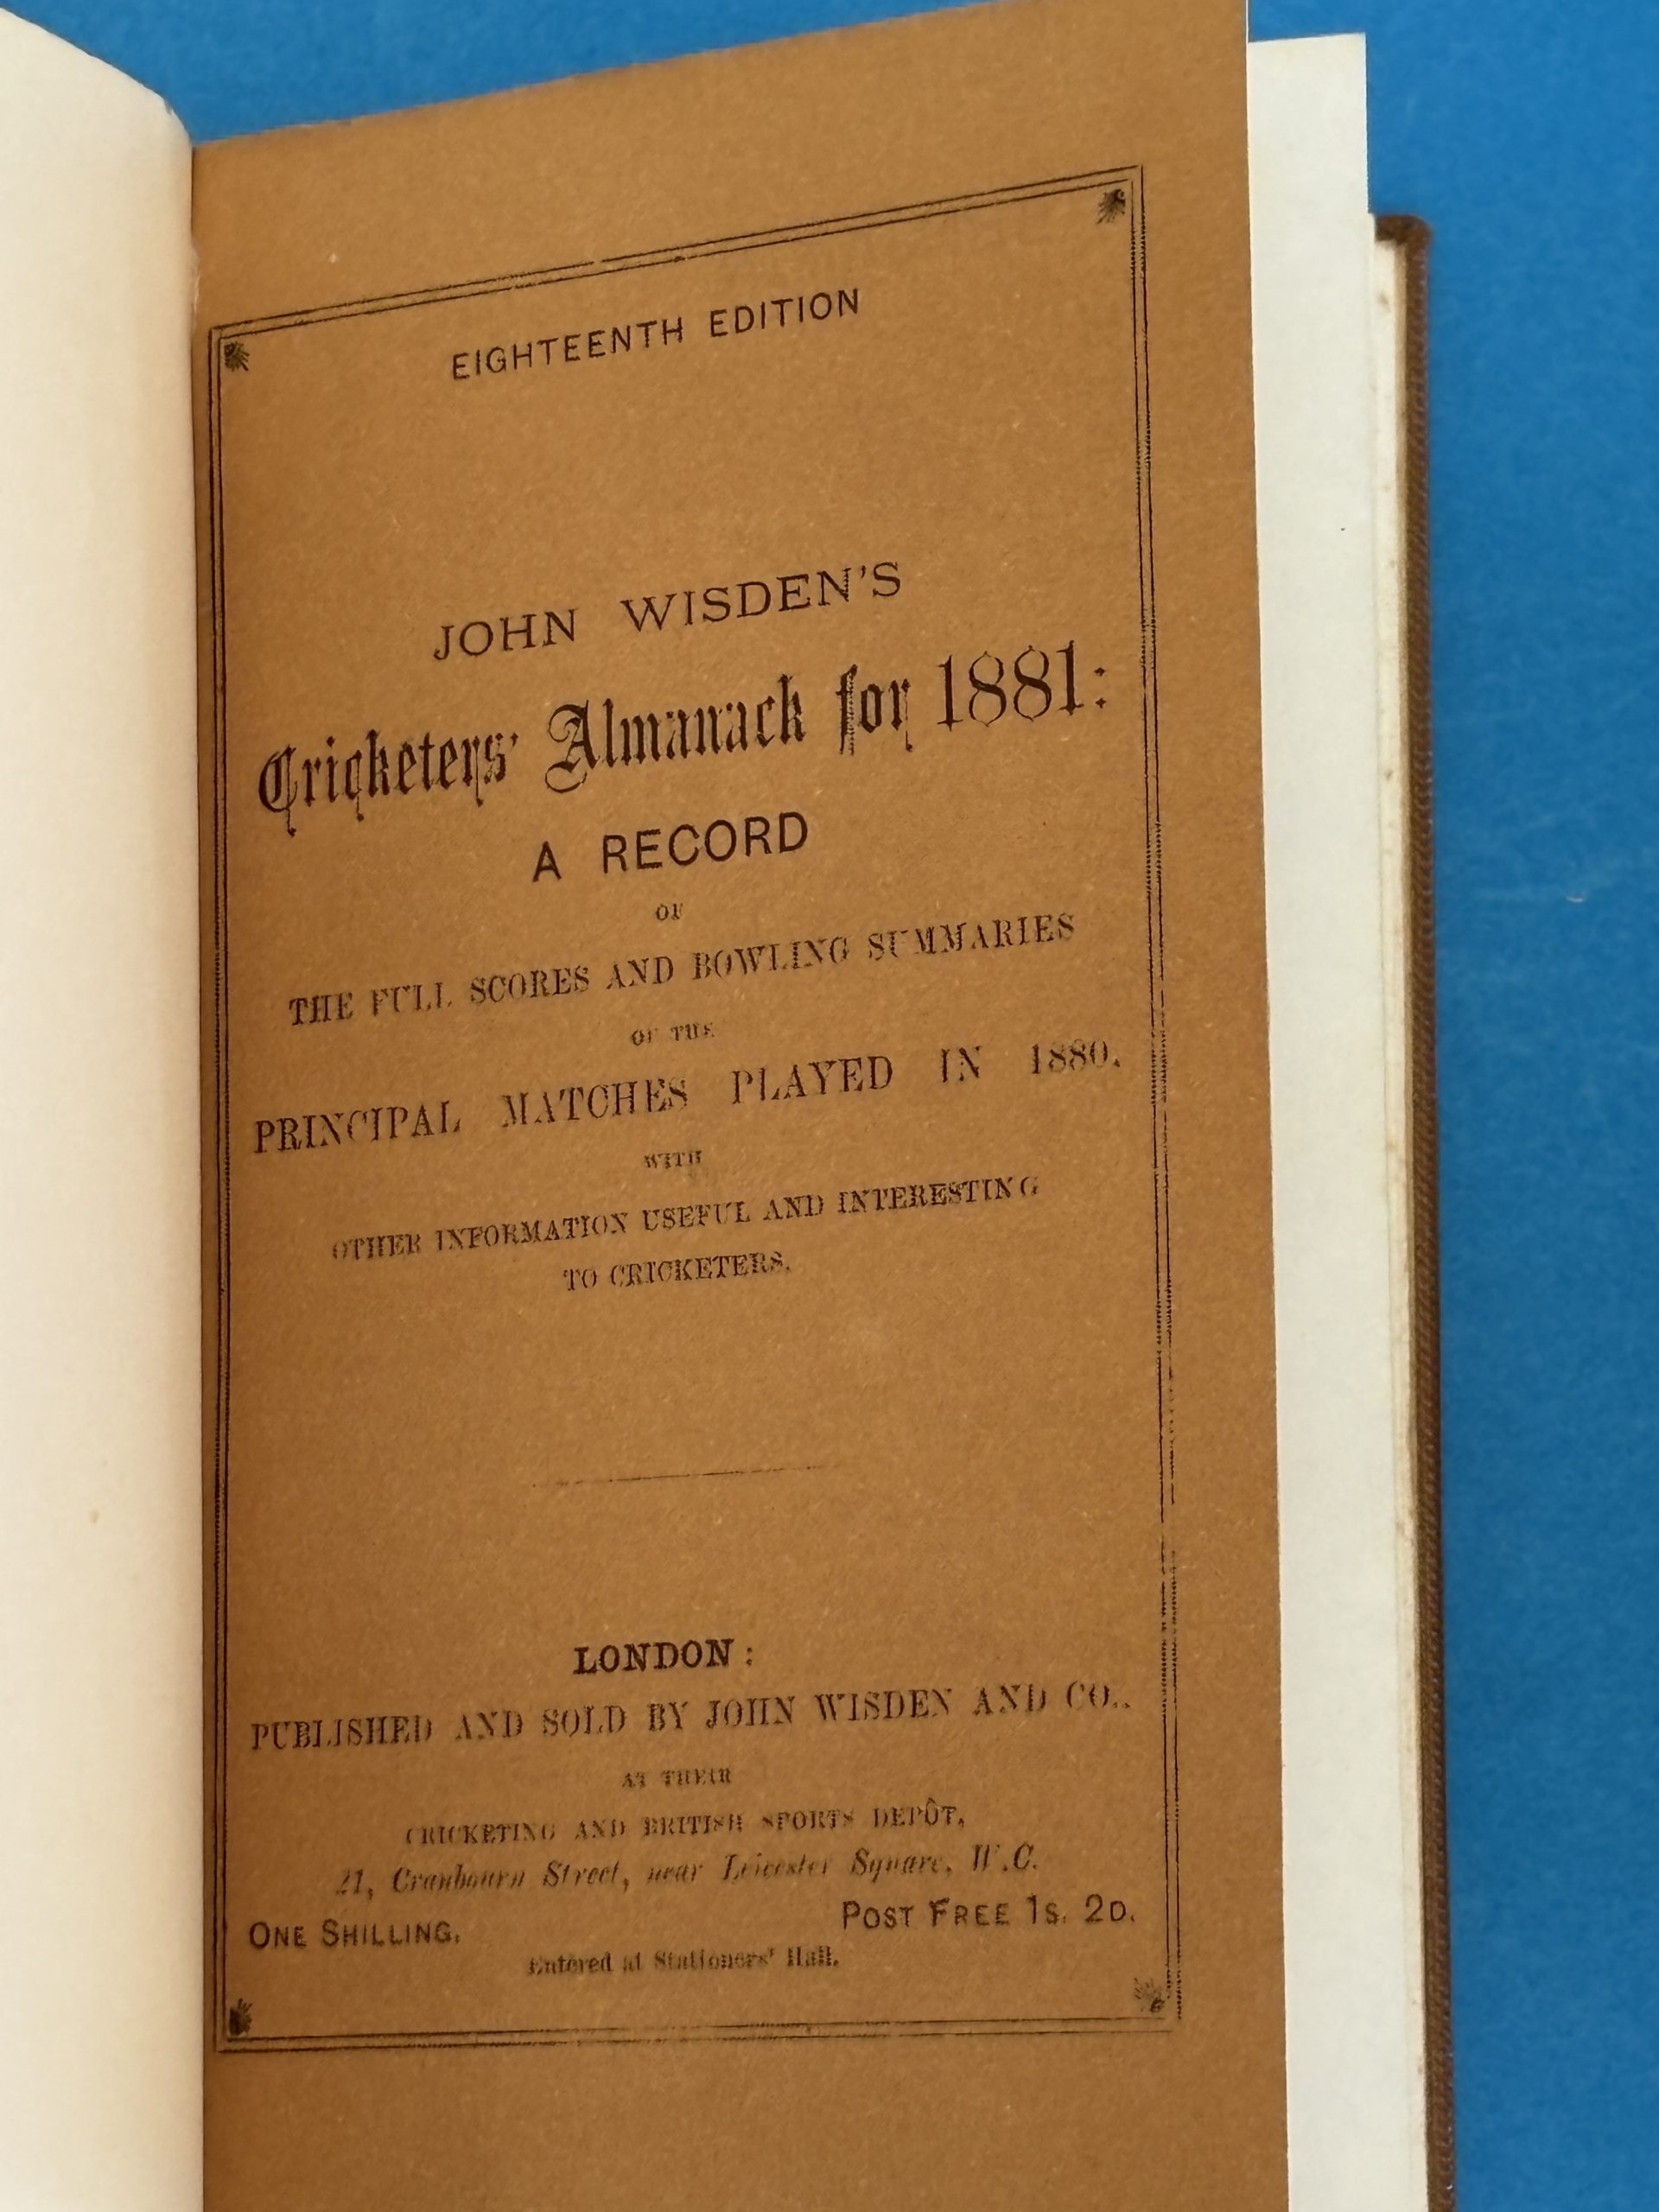 EIGHTEENTH EDITION
JOHN WISDEN'S
Cricketers' Almanack for 1881:
A RECORD
OF
THE FULL SCORES AND BOWLING SUMMARIES
OF THE
PRINCIPAL MATCHES PLAYED IN 1880.
WITH
OTHER INFORMATION USEFUL AND INTERESTING
TO CRICKETERS.
LONDON:
PUBLISHED AND SOLD BY JOHN WISDEN AND CO.,
AT THEIR
CRICKETING AND BRITISH SPORTS DEPÔT,
21, Cranbourn Street, near Leicester Square, W.C.
ONE SHILLING.
POST FREE 1S. 2D.
Entered at Stationers' Hall.